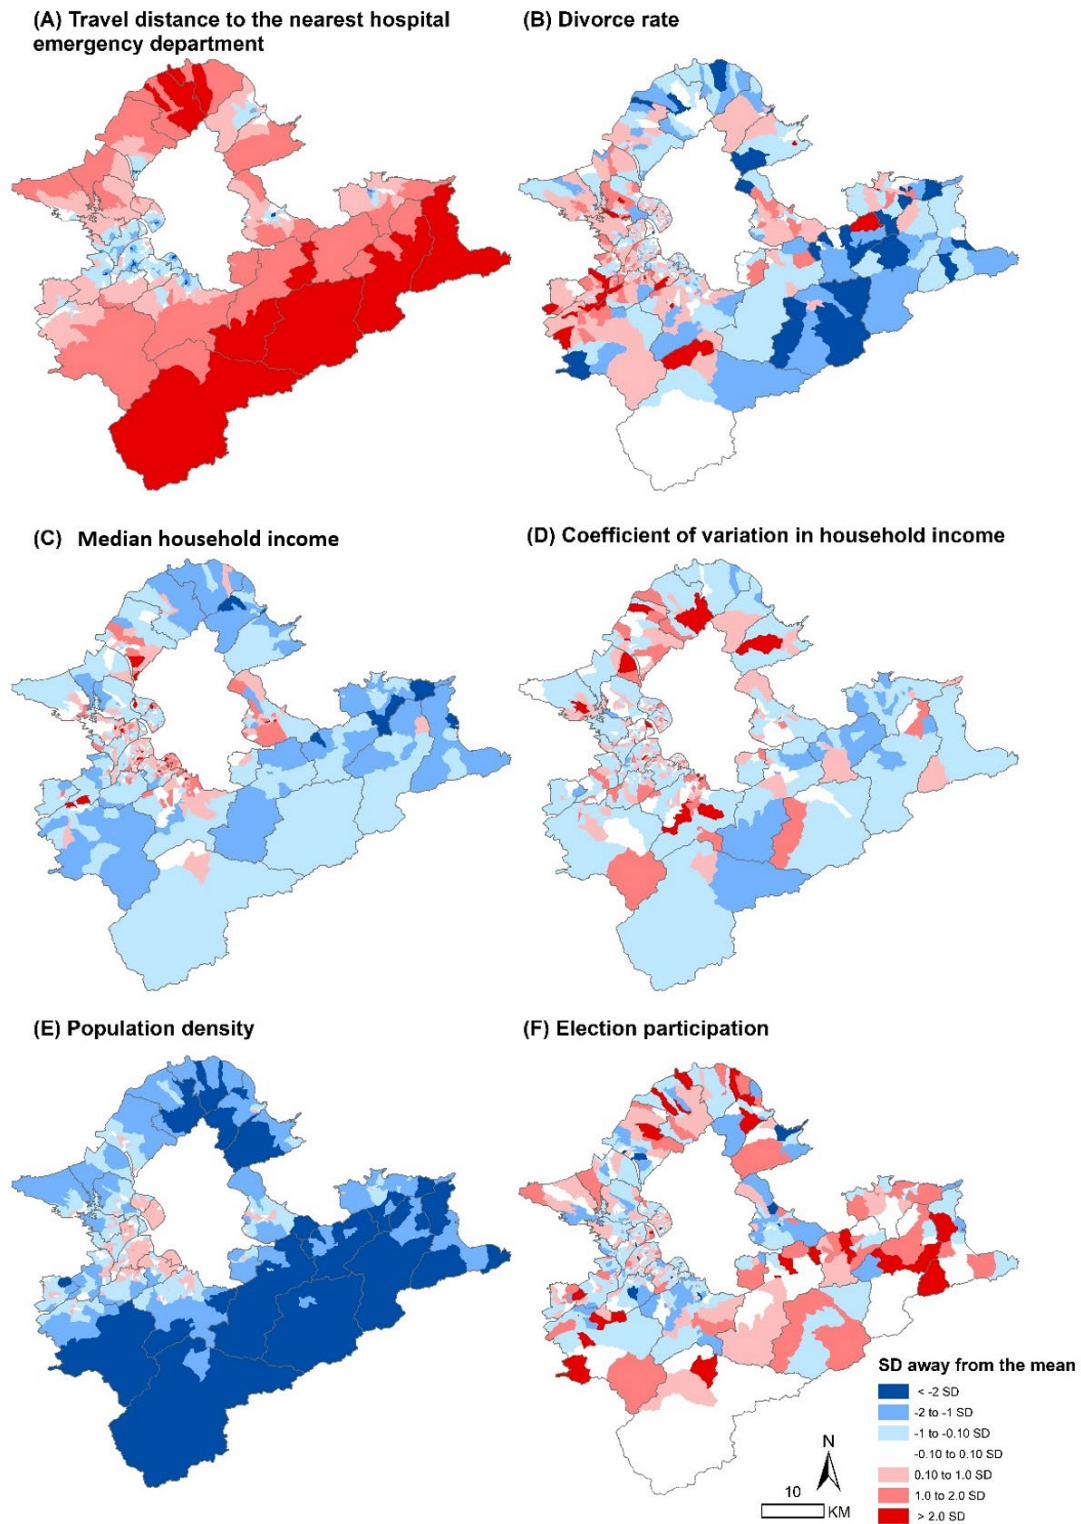 (A) Travel distance to the nearest hospital
emergency department
(B) Divorce rate
(C) Median household income
(D) Coefficient of variation in household income
(E) Population density
(F) Election participation
SD away from the mean
< -2 SD
-2 to -1 SD
-1 to -0.10 SD
-0.10 to 0.10 SD
0.10 to 1.0 SD
1.0 to 2.0 SD
> 2.0 SD
N
10
KM